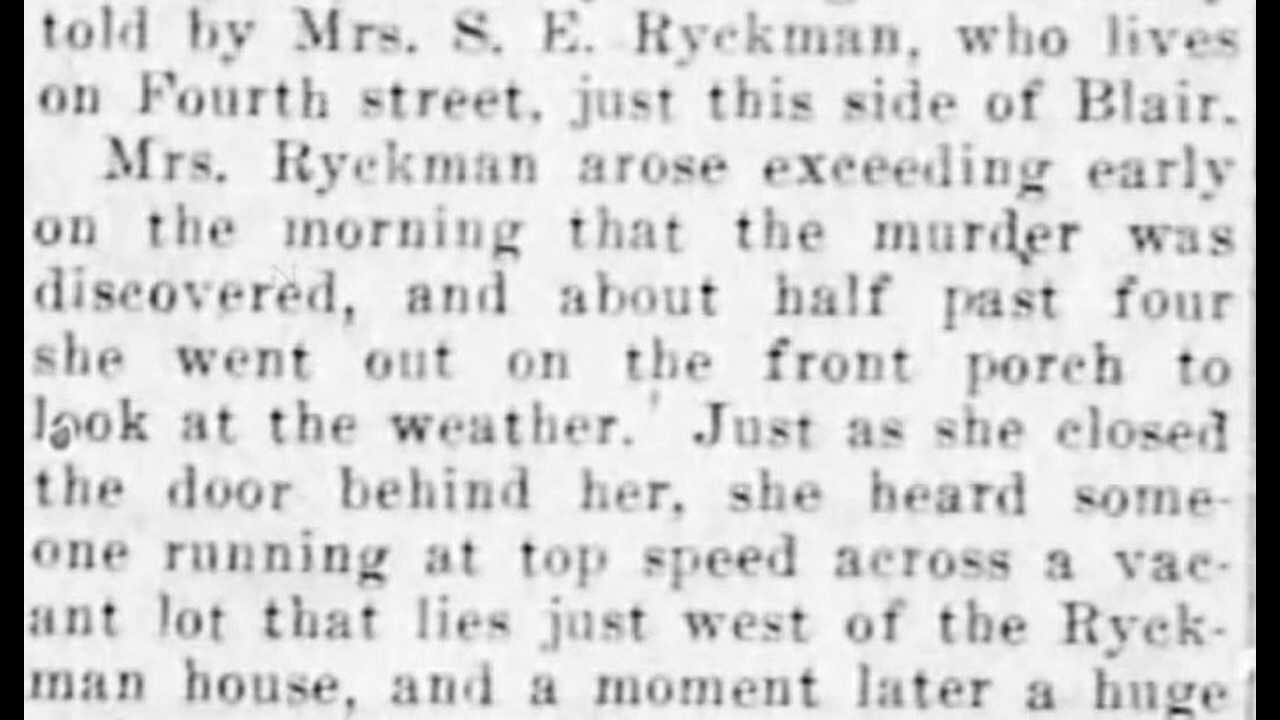 told by Mrs. S. E. Ryckman, who lives
on Fourth street, just this side of Blair.
Mrs. Ryckman arose exceeding early
on the morning that the murder was
discovered, and about half past four
she went out on the front porch to
look at the weather. Just as she closed
the door behind her, she heard some-
one running at top speed across a vac-
ant lot that lies just west of the Ryck-
man house, and a moment later a huge